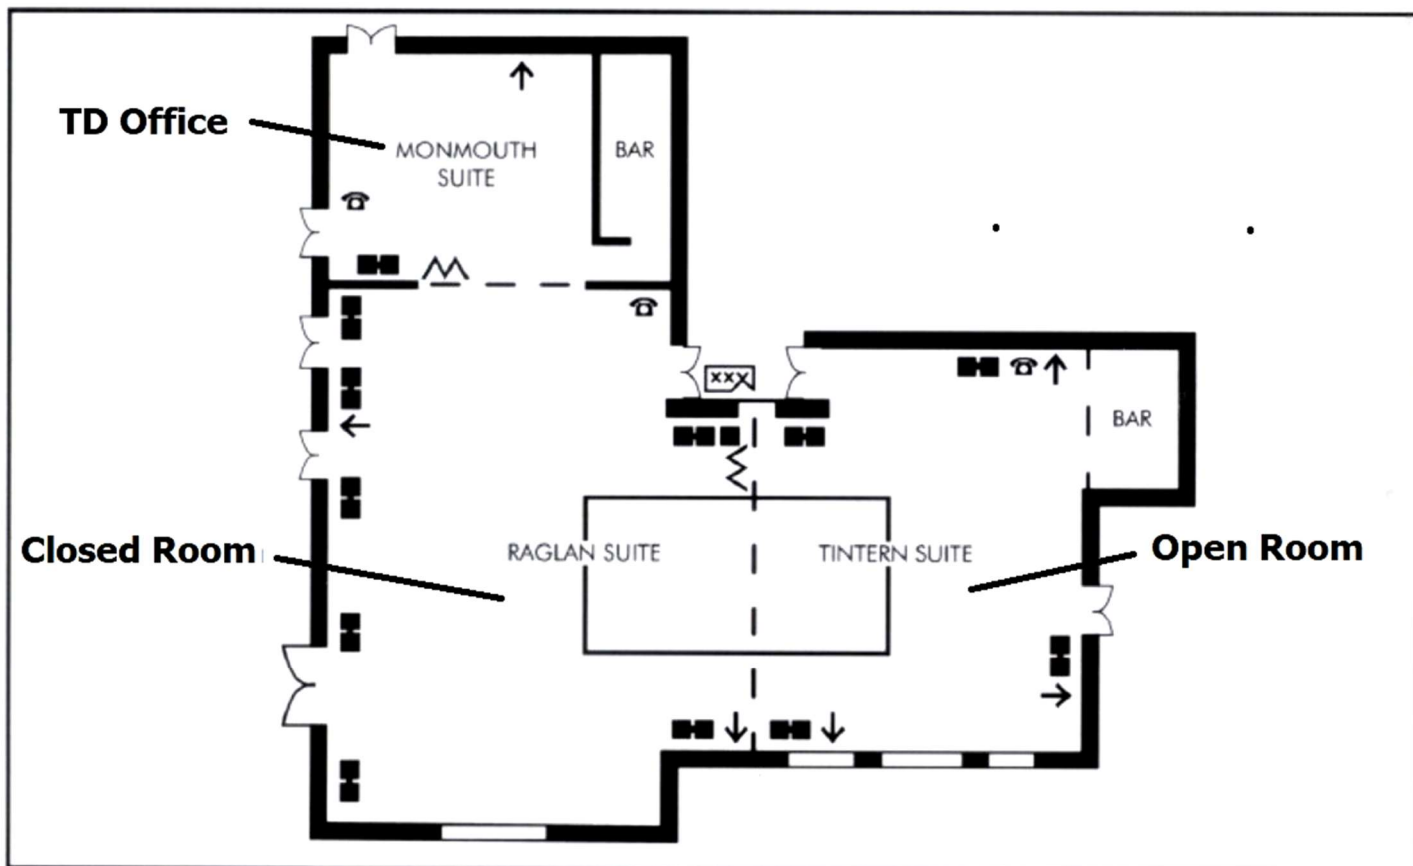 TD Office
MONMOUTH
SUITE
BAR
xxx
BAR
Closed Room
RAGLAN SUITE
TINTERN SUITE
Open Room